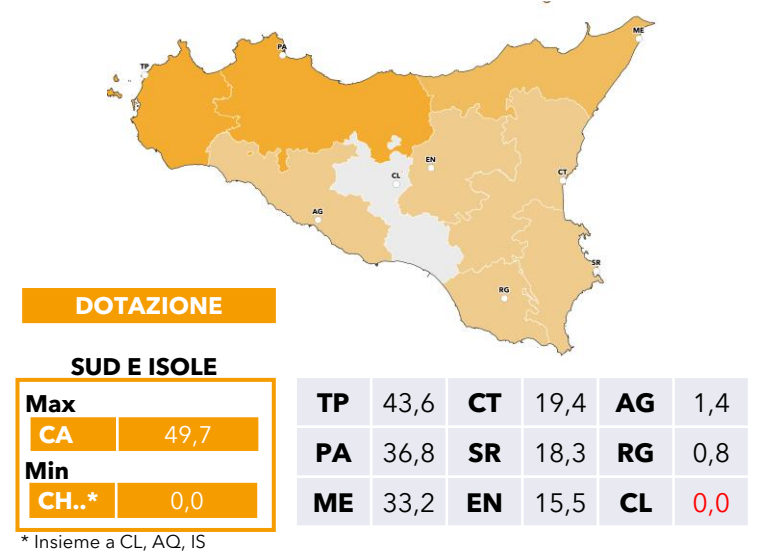 ME
PA
TP
EN
CL
CT
AG
SR
RG
DOTAZIONE
SUD E ISOLE
Max
CA 49,7
Min
CH..* 0,0
* Insieme a CL, AQ, IS
TP 43,6 CT 19,4 AG 1,4
PA 36,8 SR 18,3 RG 0,8
ME 33,2 EN 15,5 CL 0,0